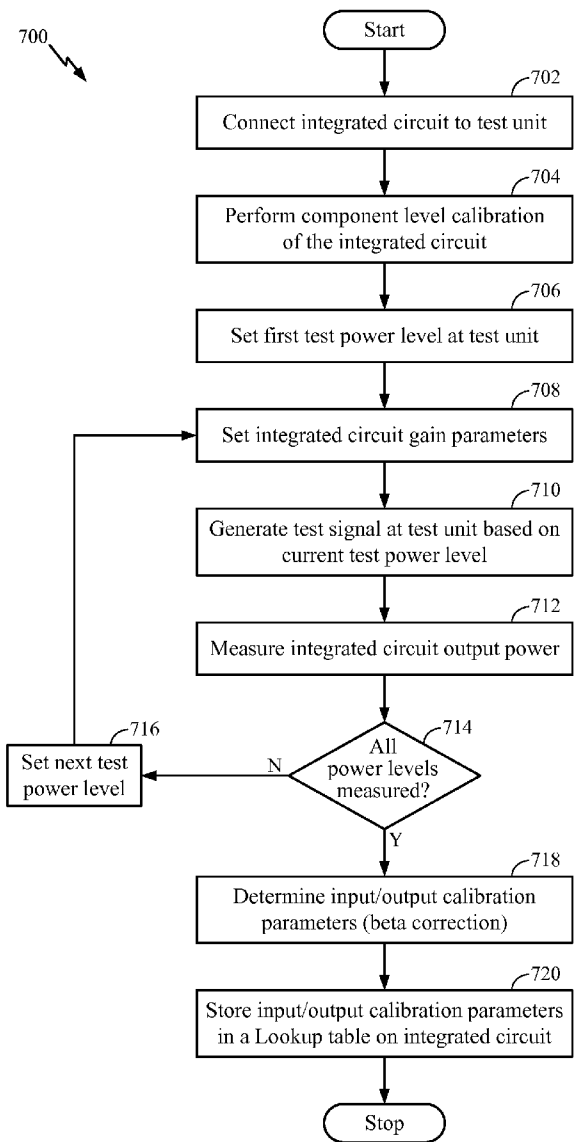 700
Start
702
Connect integrated circuit to test unit
704
Perform component level calibration
of the integrated circuit
706
Set first test power level at test unit
708
Set integrated circuit gain parameters
710
Generate test signal at test unit based on
current test power level
712
Measure integrated circuit output power
714
All
power levels
measured?
N
716
Set next test
power level
Y
718
Determine input/output calibration
parameters (beta correction)
720
Store input/output calibration parameters
in a Lookup table on integrated circuit
Stop